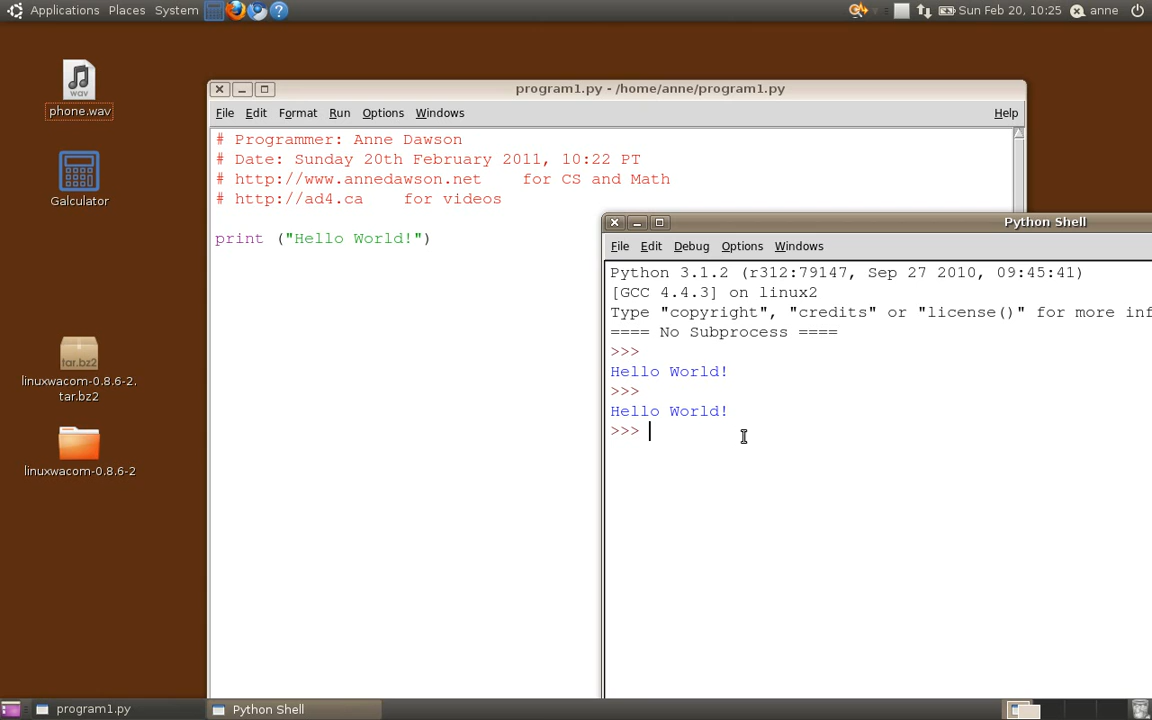 Applications Places System
Sun Feb 20, 10:25 anne
wav
phone.wav
Galculator
tar.bz2
linuxwacom-0.8.6-2.
tar.bz2
linuxwacom-0.8.6-2
program1.py - /home/anne/program1.py
File Edit Format Run Options Windows Help
# Programmer: Anne Dawson
# Date: Sunday 20th February 2011, 10:22 PT
# http://www.annedawson.net    for CS and Math
# http://ad4.ca    for videos
print ("Hello World!")
Python Shell
File Edit Debug Options Windows
Python 3.1.2 (r312:79147, Sep 27 2010, 09:45:41)
[GCC 4.4.3] on linux2
Type "copyright", "credits" or "license()" for more inf
==== No Subprocess ====
>>>
Hello World!
>>>
Hello World!
>>>
program1.py
Python Shell